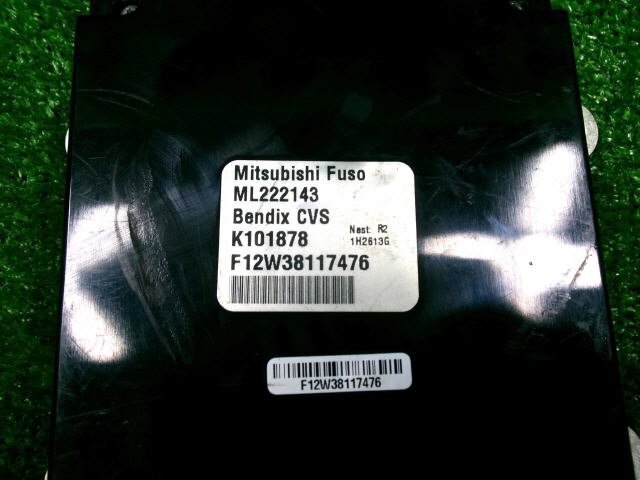 Mitsubishi Fuso
ML222143
Bendix CVS
K101878 Nest: R2
1H2613G
F12W38117476
F12W38117476